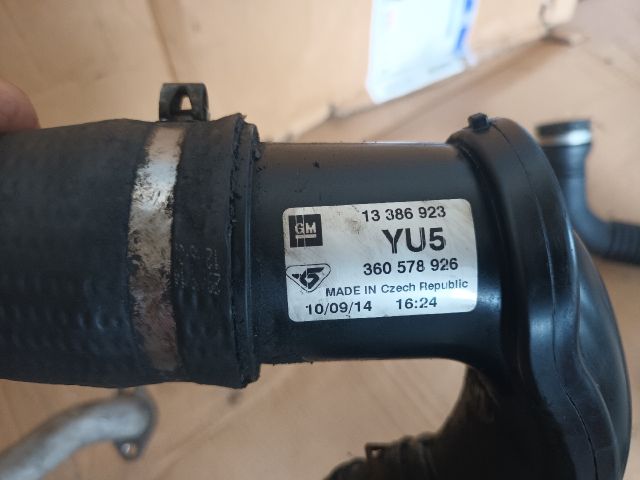 GM
13 386 923
YU5
360 578 926
MADE IN Czech Republic
10/09/14 16:24